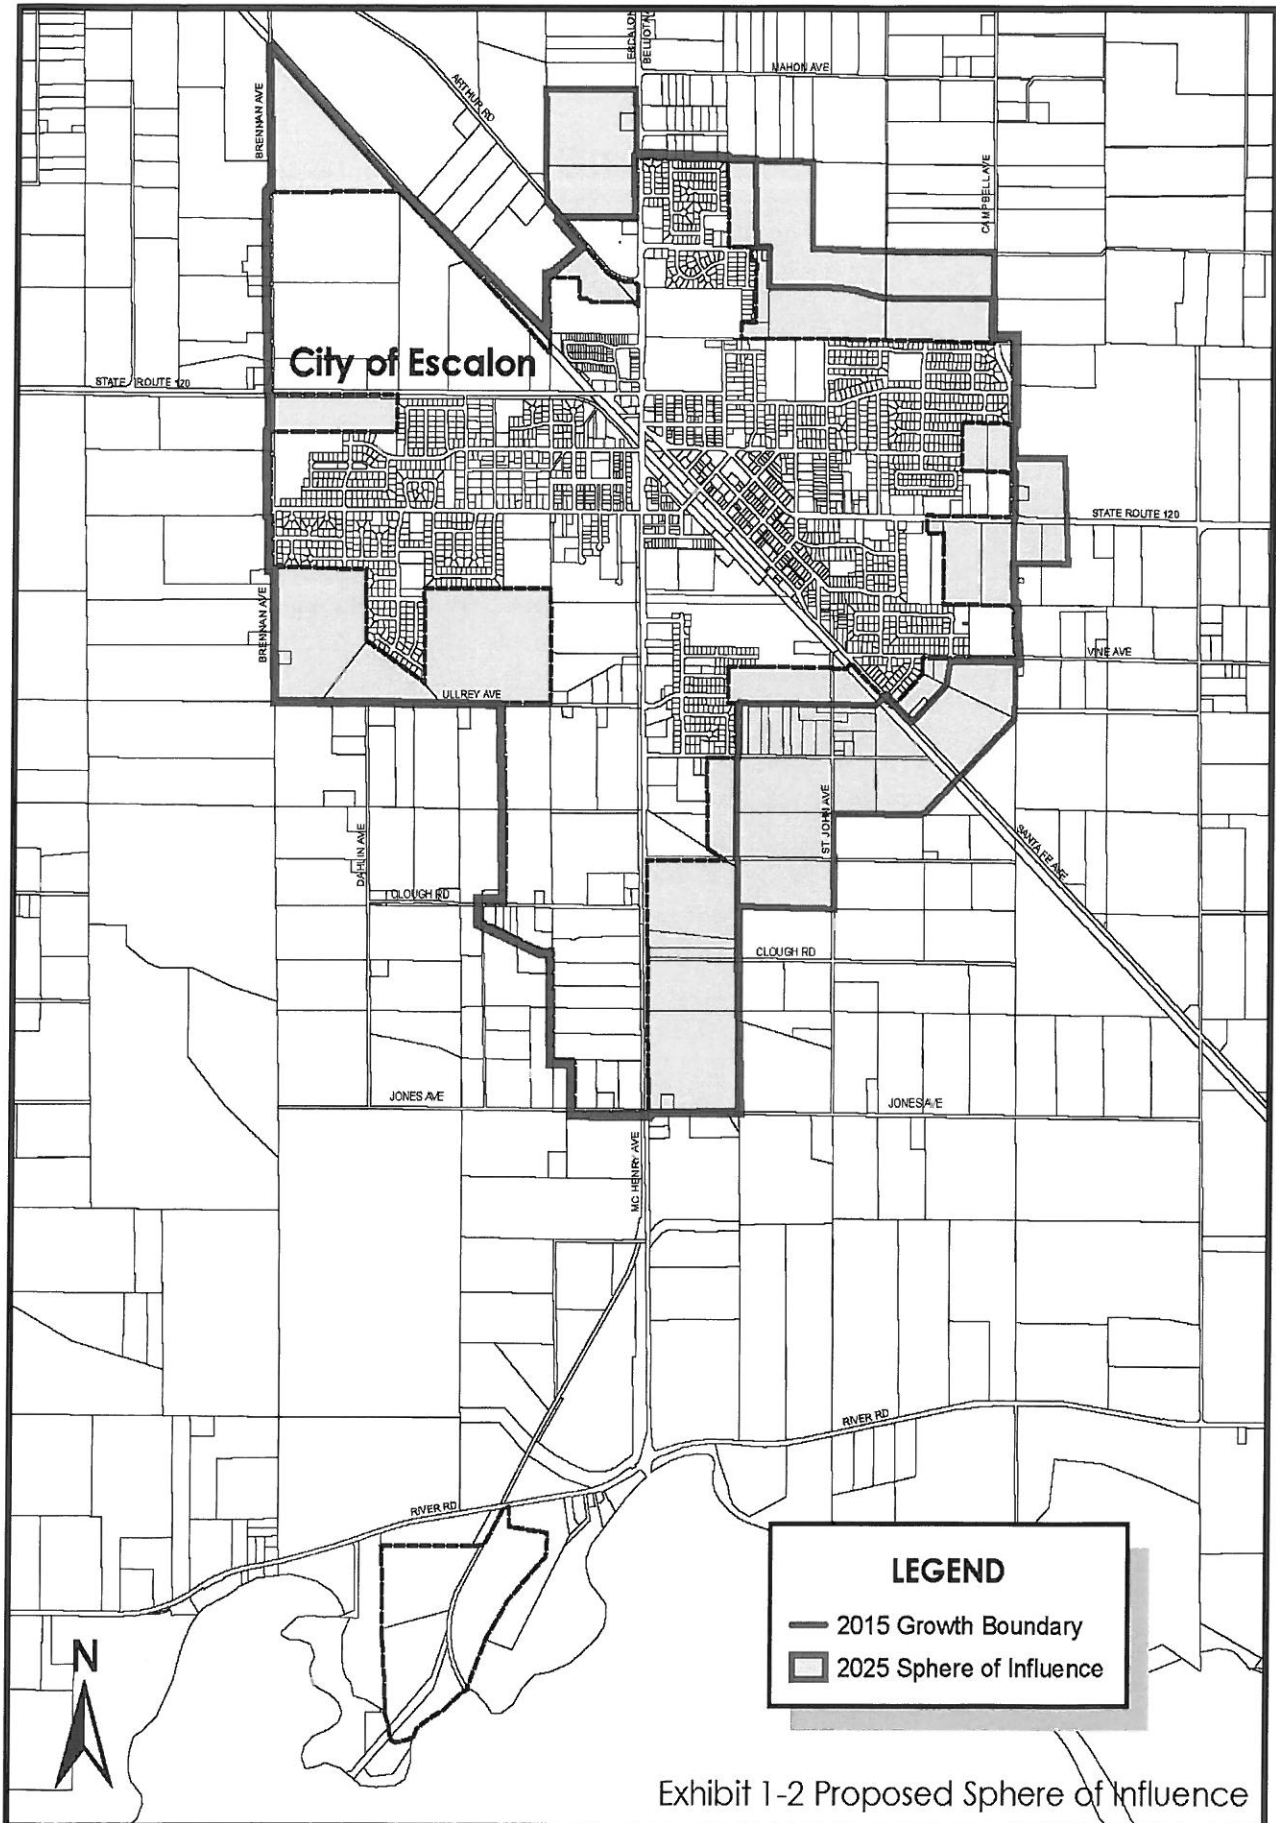 ESCALON
BELLOTA
MAHON AVE
ARTHUR RD
BRENNAN AVE
CAMPBELL AVE
City of Escalon
STATE ROUTE 120
STATE ROUTE 120
BRENNAN AVE
VINE AVE
ULLREY AVE
ST JOHN AVE
DAHLIN AVE
SANTA FE AVE
CLOUGH RD
CLOUGH RD
JONES AVE
JONES AVE
MC HENRY AVE
RIVER RD
RIVER RD
LEGEND
2015 Growth Boundary
2025 Sphere of Influence
N
Exhibit 1-2 Proposed Sphere of Influence